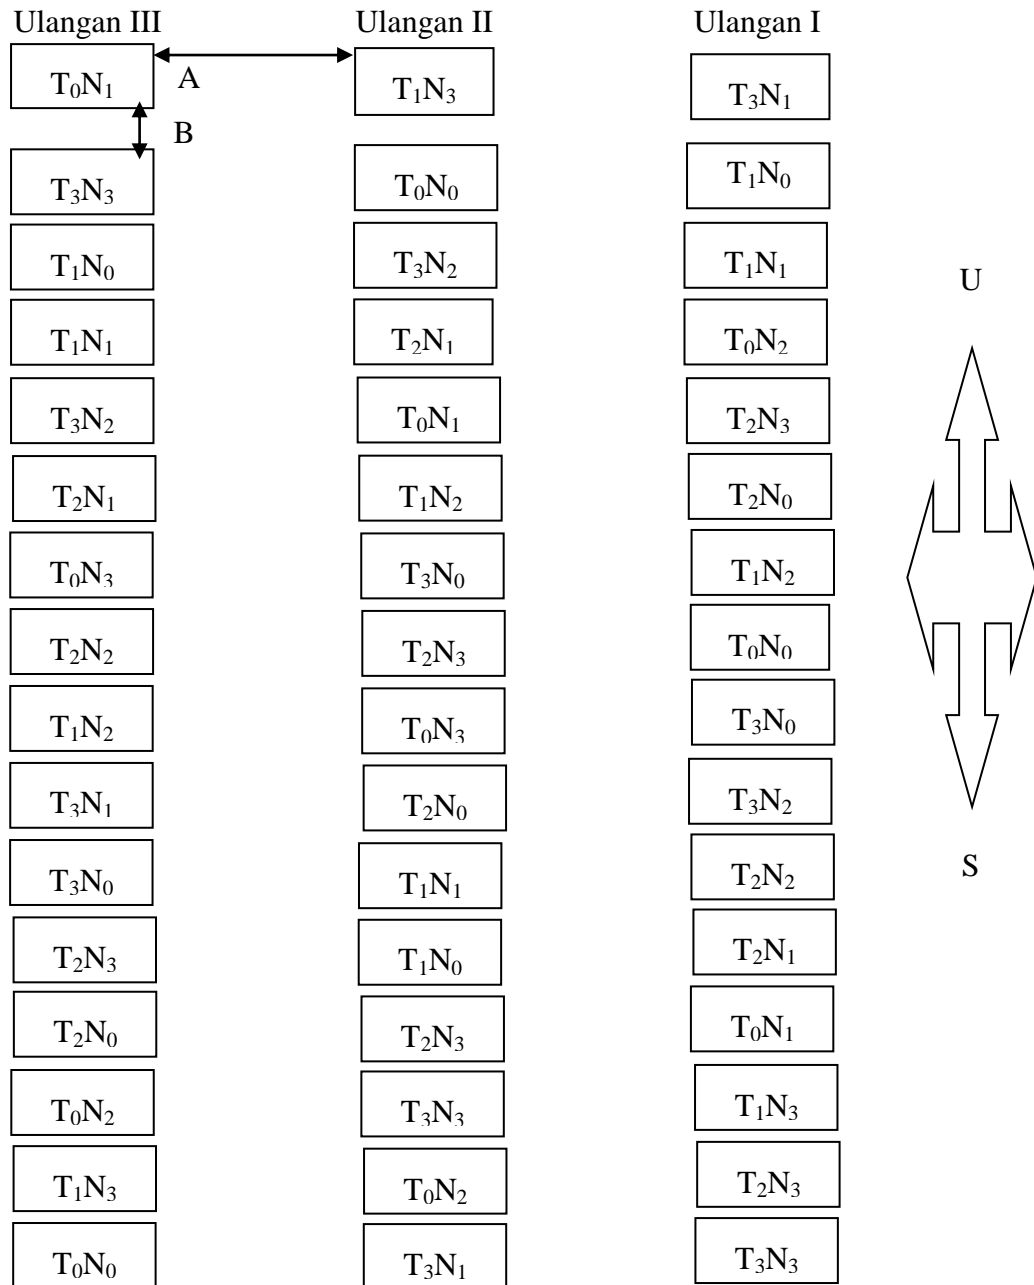 Ulangan III Ulangan II Ulangan I
T₀N₁ A T₁N₃ T₃N₁
B
T₃N₃ T₀N₀ T₁N₀
T₁N₀ T₃N₂ T₁N₁
U
T₁N₁ T₂N₁ T₀N₂
T₃N₂ T₀N₁ T₂N₃
T₂N₁ T₁N₂ T₂N₀
T₀N₃ T₃N₀ T₁N₂
T₂N₂ T₂N₃ T₀N₀
T₁N₂ T₀N₃ T₃N₀
T₃N₁ T₂N₀ T₃N₂
T₃N₀ T₁N₁ T₂N₂
S
T₂N₃ T₁N₀ T₂N₁
T₂N₀ T₂N₃ T₀N₁
T₀N₂ T₃N₃ T₁N₃
T₁N₃ T₀N₂ T₂N₃
T₀N₀ T₃N₁ T₃N₃